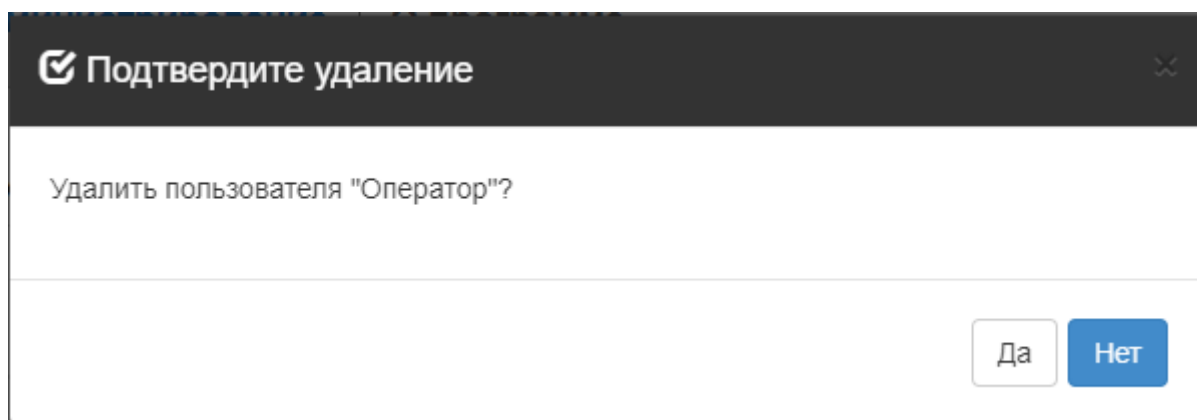 Подтвердите удаление
Удалить пользователя "Оператор"?
Да
Нет